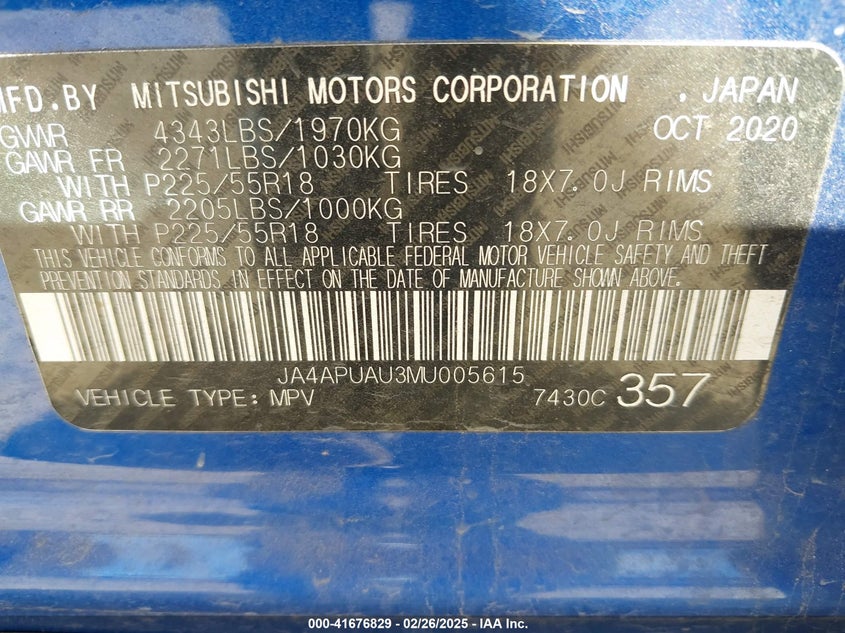 MFD. BY MITSUBISHI MOTORS CORPORATION . JAPAN
GVWR 4343LBS/1970KG OCT 2020
GAWR FR 2271LBS/1030KG
WITH P225/55R18 TIRES 18X7.0J RIMS
GAWR RR 2205LBS/1000KG
WITH P225/55R18 TIRES 18X7.0J RIMS
THIS VEHICLE CONFORMS TO ALL APPLICABLE FEDERAL MOTOR VEHICLE SAFETY AND THEFT
PREVENTION STANDARDS IN EFFECT ON THE DATE OF MANUFACTURE SHOWN ABOVE.
JA4APUAU3MU005615
VEHICLE TYPE: MPV 7430C 357
000-41676829 - 02/26/2025 - IAA Inc.